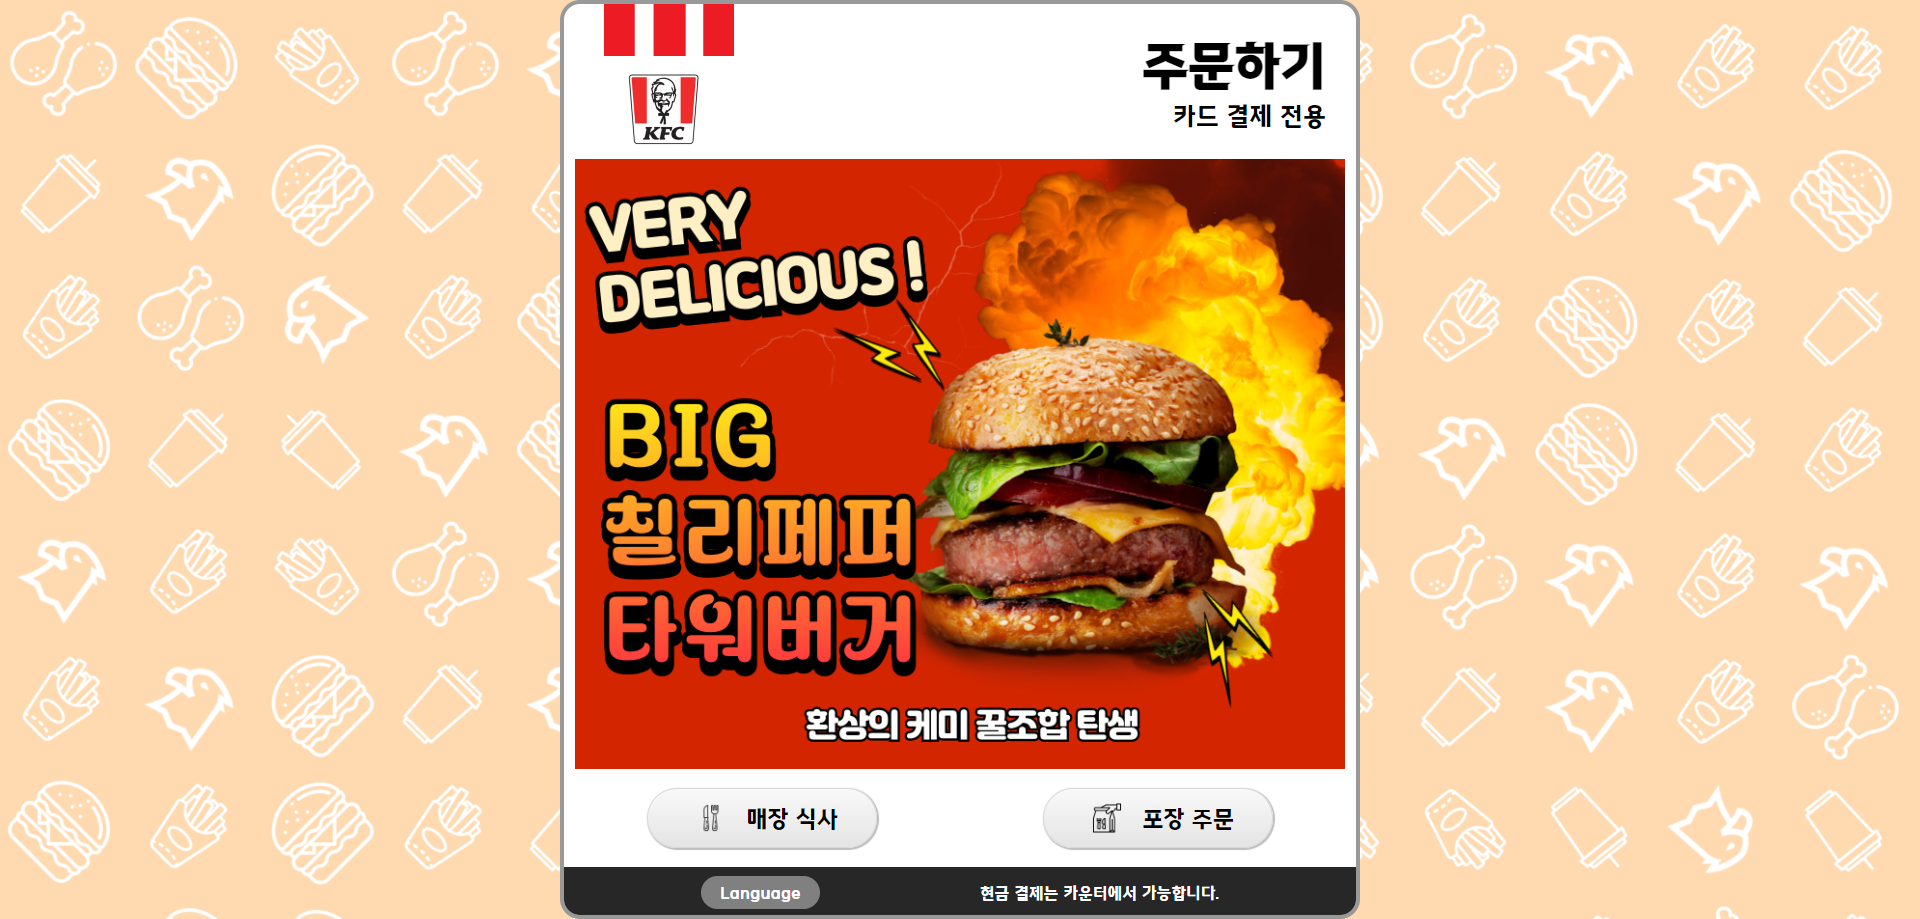 KFC
주문하기
카드 결제 전용
VERY
DELICIOUS !
BIG
칠리페퍼
타워버거
환상의 케미 꿀조합 탄생
매장 식사
포장 주문
Language
현금 결제는 카운터에서 가능합니다.